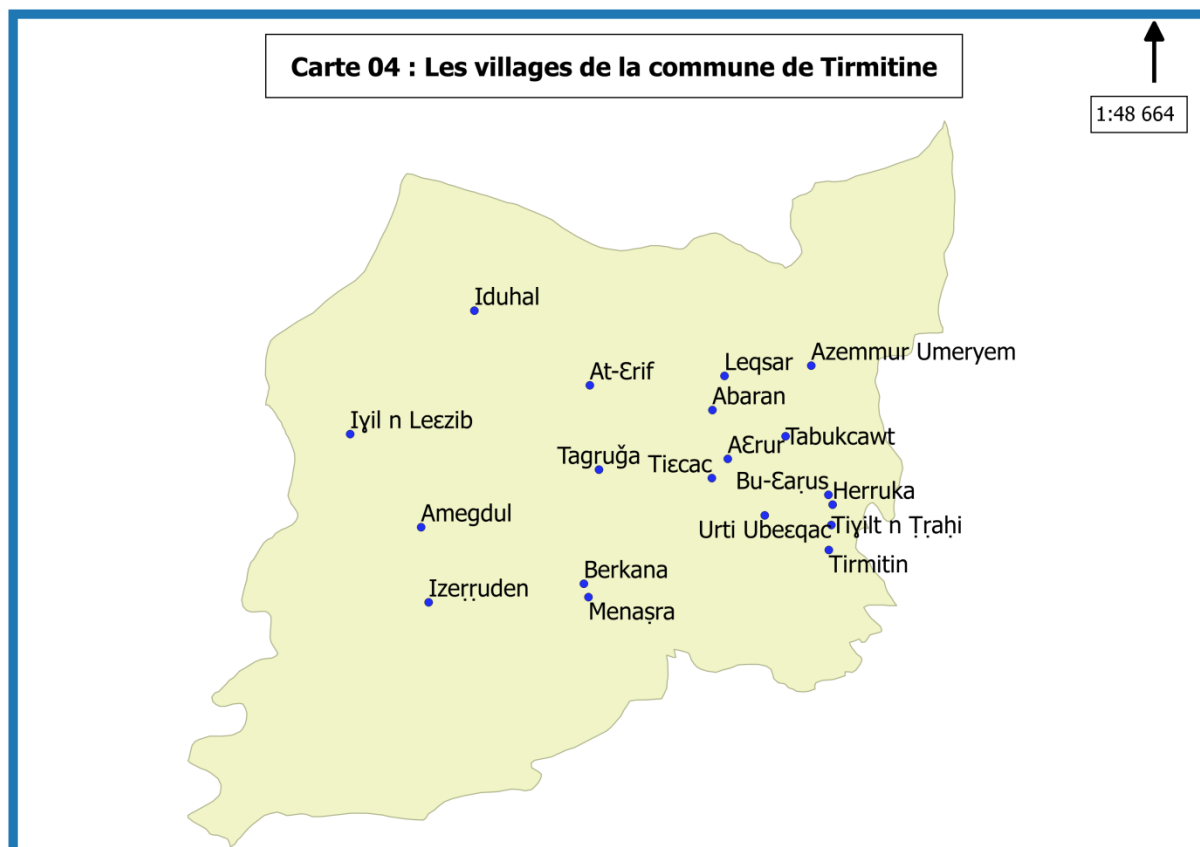 Carte 04 : Les villages de la commune de Tirmitine
1:48 664
Iduhal
Azemmur Umeryem
Leqsar
At-Ɛrif
Abaran
Iɣil n Leɛzib
Tabukcawt
AƐrur
Tagruǧa
Tiɛcac
Bu-Ɛaṛus
Herruka
Amegdul
Urti Ubeɛqac
Tiɣilt n Ṭṛaḥi
Tirmitin
Berkana
Izeṛṛuden
Menaṣra